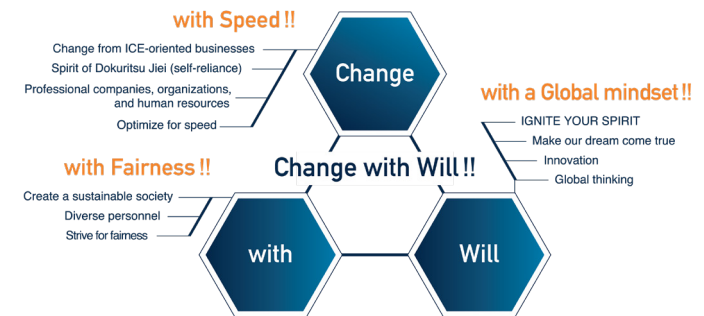 with Speed!!
Change from ICE-oriented businesses
Spirit of Dokuritsu Jiei (self-reliance)
Professional companies, organizations,
and human resources
Optimize for speed
Change
with a Global mindset!!
IGNITE YOUR SPIRIT
Make our dream come true
Innovation
Global thinking
Change with Will!!
with Fairness!!
Create a sustainable society
Diverse personnel
Strive for fairness
with
Will